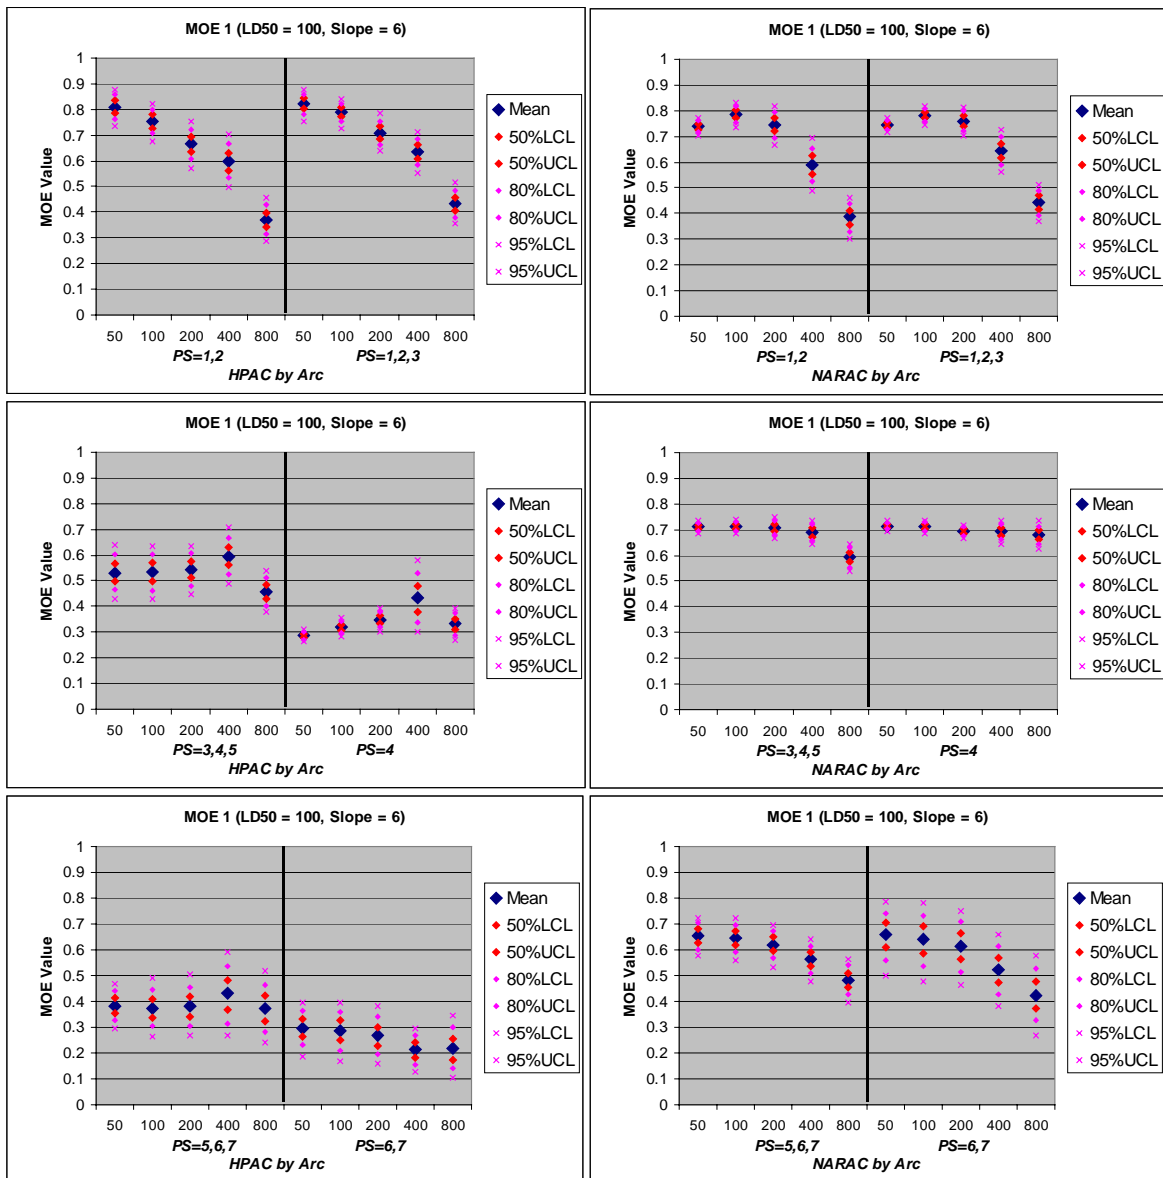 MOE 1 (LD50 = 100, Slope = 6)
MOE Value
1
0.9
0.8
0.7
0.6
0.5
0.4
0.3
0.2
0.1
0
50 100 200 400 800 50 100 200 400 800
PS=1,2 PS=1,2,3
HPAC by Arc
Mean
50%LCL
50%UCL
80%LCL
80%UCL
95%LCL
95%UCL
MOE 1 (LD50 = 100, Slope = 6)
MOE Value
1
0.9
0.8
0.7
0.6
0.5
0.4
0.3
0.2
0.1
0
50 100 200 400 800 50 100 200 400 800
PS=1,2 PS=1,2,3
NARAC by Arc
Mean
50%LCL
50%UCL
80%LCL
80%UCL
95%LCL
95%UCL
MOE 1 (LD50 = 100, Slope = 6)
MOE Value
1
0.9
0.8
0.7
0.6
0.5
0.4
0.3
0.2
0.1
0
50 100 200 400 800 50 100 200 400 800
PS=3,4,5 PS=4
HPAC by Arc
Mean
50%LCL
50%UCL
80%LCL
80%UCL
95%LCL
95%UCL
MOE 1 (LD50 = 100, Slope = 6)
MOE Value
1
0.9
0.8
0.7
0.6
0.5
0.4
0.3
0.2
0.1
0
50 100 200 400 800 50 100 200 400 800
PS=3,4,5 PS=4
NARAC by Arc
Mean
50%LCL
50%UCL
80%LCL
80%UCL
95%LCL
95%UCL
MOE 1 (LD50 = 100, Slope = 6)
MOE Value
1
0.9
0.8
0.7
0.6
0.5
0.4
0.3
0.2
0.1
0
50 100 200 400 800 50 100 200 400 800
PS=5,6,7 PS=6,7
HPAC by Arc
Mean
50%LCL
50%UCL
80%LCL
80%UCL
95%LCL
95%UCL
MOE 1 (LD50 = 100, Slope = 6)
MOE Value
1
0.9
0.8
0.7
0.6
0.5
0.4
0.3
0.2
0.1
0
50 100 200 400 800 50 100 200 400 800
PS=5,6,7 PS=6,7
NARAC by Arc
Mean
50%LCL
50%UCL
80%LCL
80%UCL
95%LCL
95%UCL